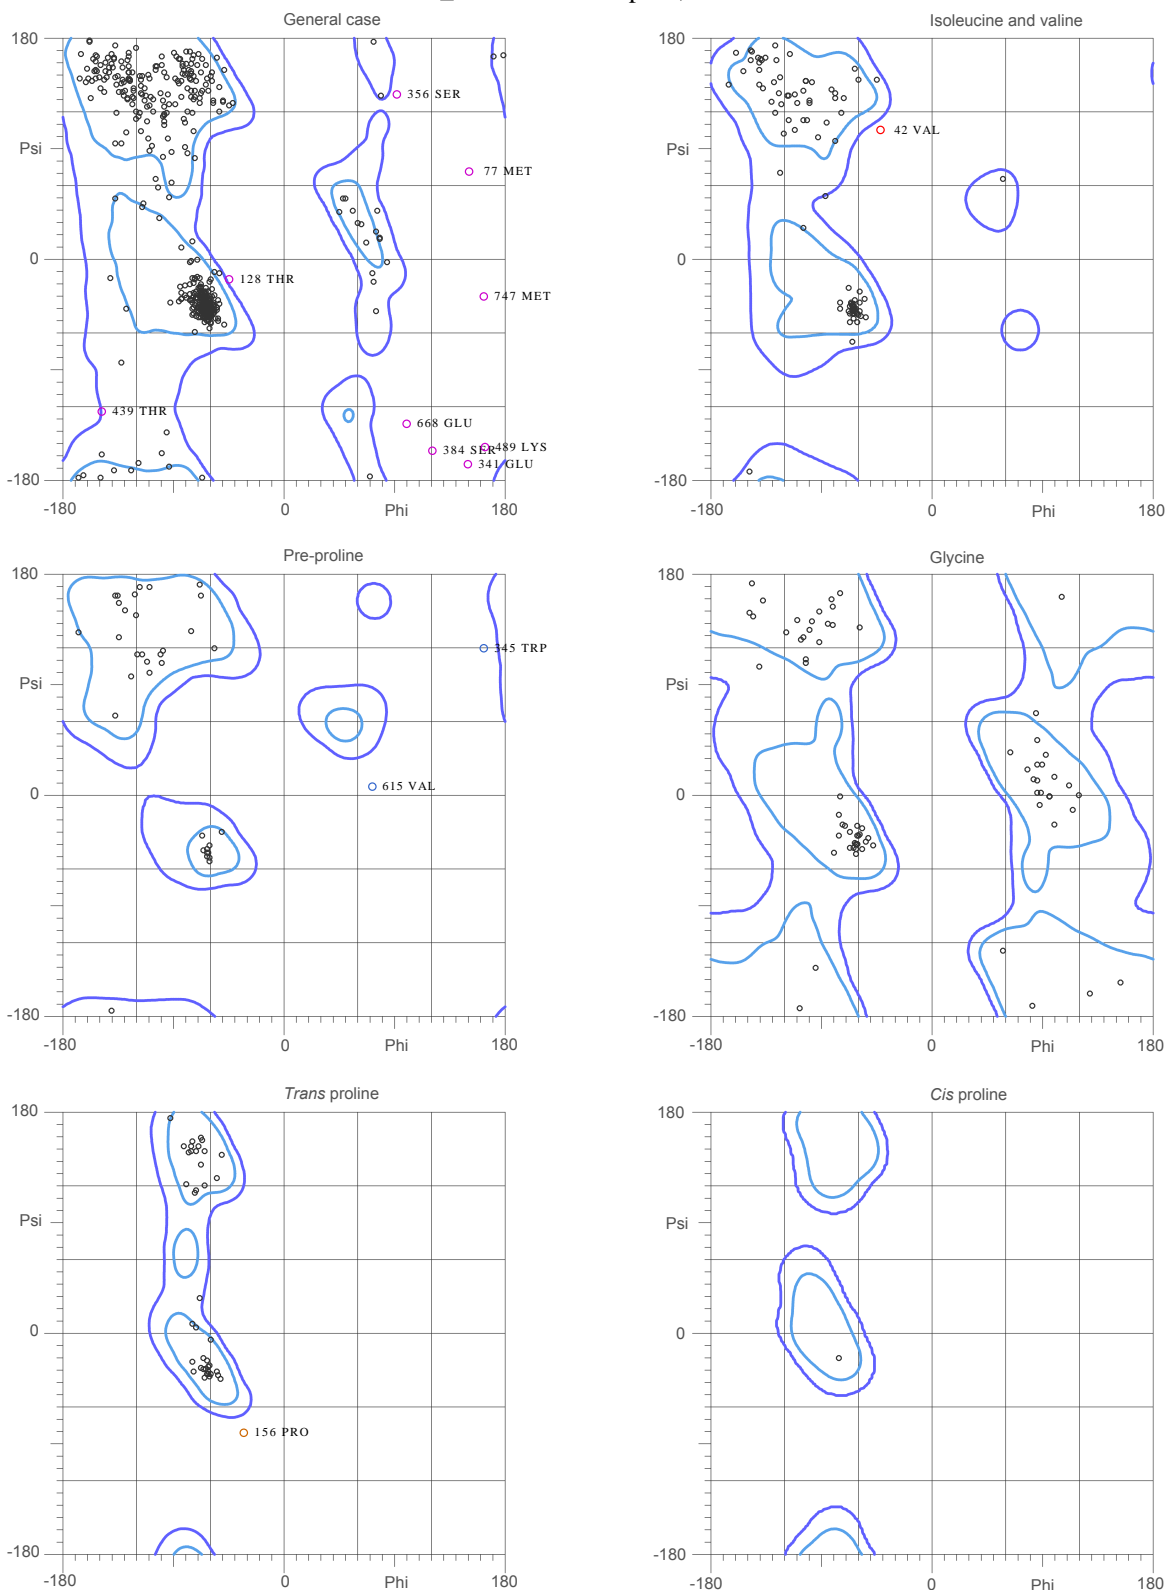 General case
Isoleucine and valine
180
Psi
0
-180
-180
0
Phi
180
356 SER
77 MET
128 THR
747 MET
439 THR
668 GLU
384 SER
489 LYS
341 GLU
180
Psi
0
-180
-180
0
Phi
180
42 VAL
Pre-proline
Glycine
180
Psi
0
-180
-180
0
Phi
180
345 TRP
615 VAL
180
Psi
0
-180
-180
0
Phi
180
Trans proline
Cis proline
180
Psi
0
-180
-180
0
Phi
180
156 PRO
180
Psi
0
-180
-180
0
Phi
180